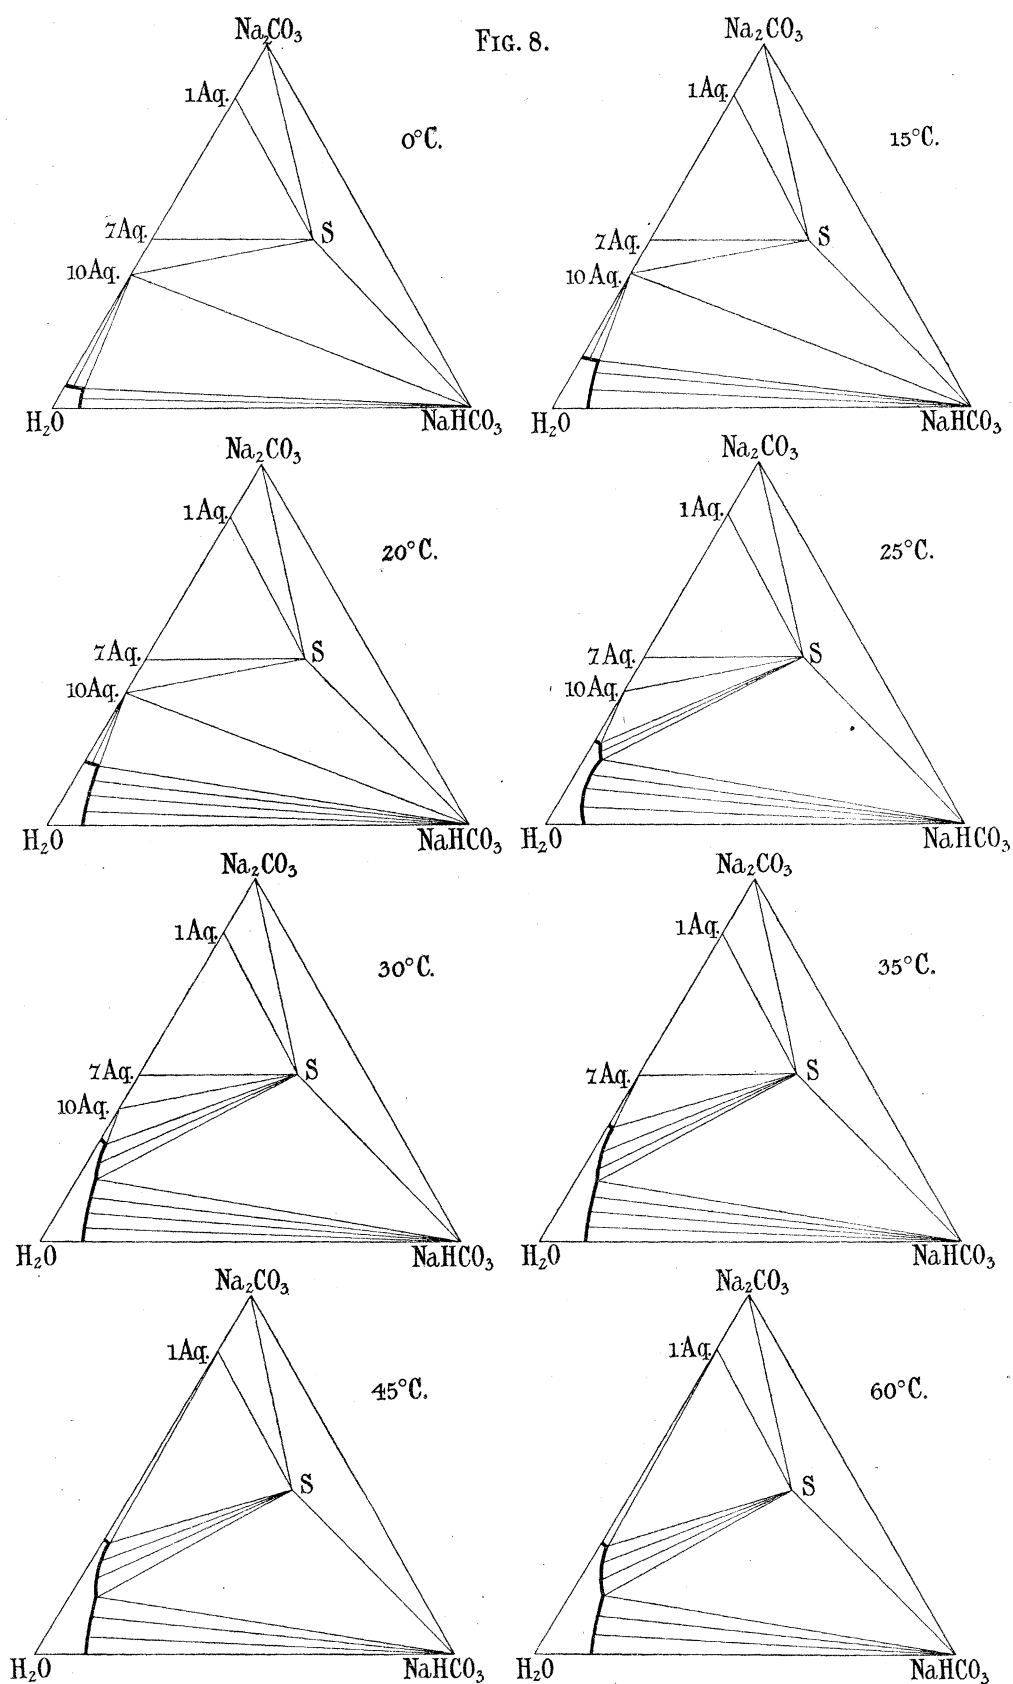 FIG. 8.
Na₂CO₃
1Aq.
0°C.
7Aq.
S
10Aq.
H₂O
NaHCO₃
Na₂CO₃
1Aq.
15°C.
7Aq.
S
10Aq.
H₂O
NaHCO₃
Na₂CO₃
1Aq.
20°C.
7Aq.
S
10Aq.
H₂O
NaHCO₃
Na₂CO₃
1Aq.
25°C.
7Aq.
S
10Aq.
H₂O
NaHCO₃
Na₂CO₃
1Aq.
30°C.
7Aq.
S
10Aq.
H₂O
NaHCO₃
Na₂CO₃
1Aq.
35°C.
7Aq.
S
H₂O
NaHCO₃
Na₂CO₃
1Aq.
45°C.
S
H₂O
NaHCO₃
Na₂CO₃
1Aq.
60°C.
S
H₂O
NaHCO₃